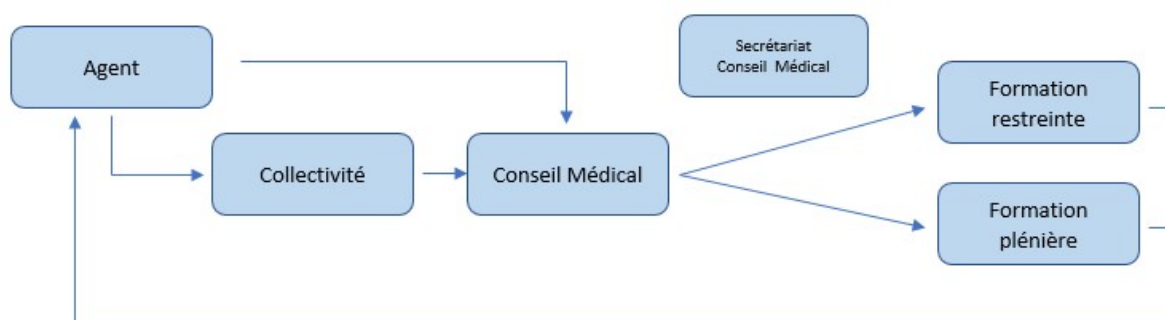 Agent
Secrétariat
Conseil Médical
Formation
restreinte
Collectivité
Conseil Médical
Formation
plénière